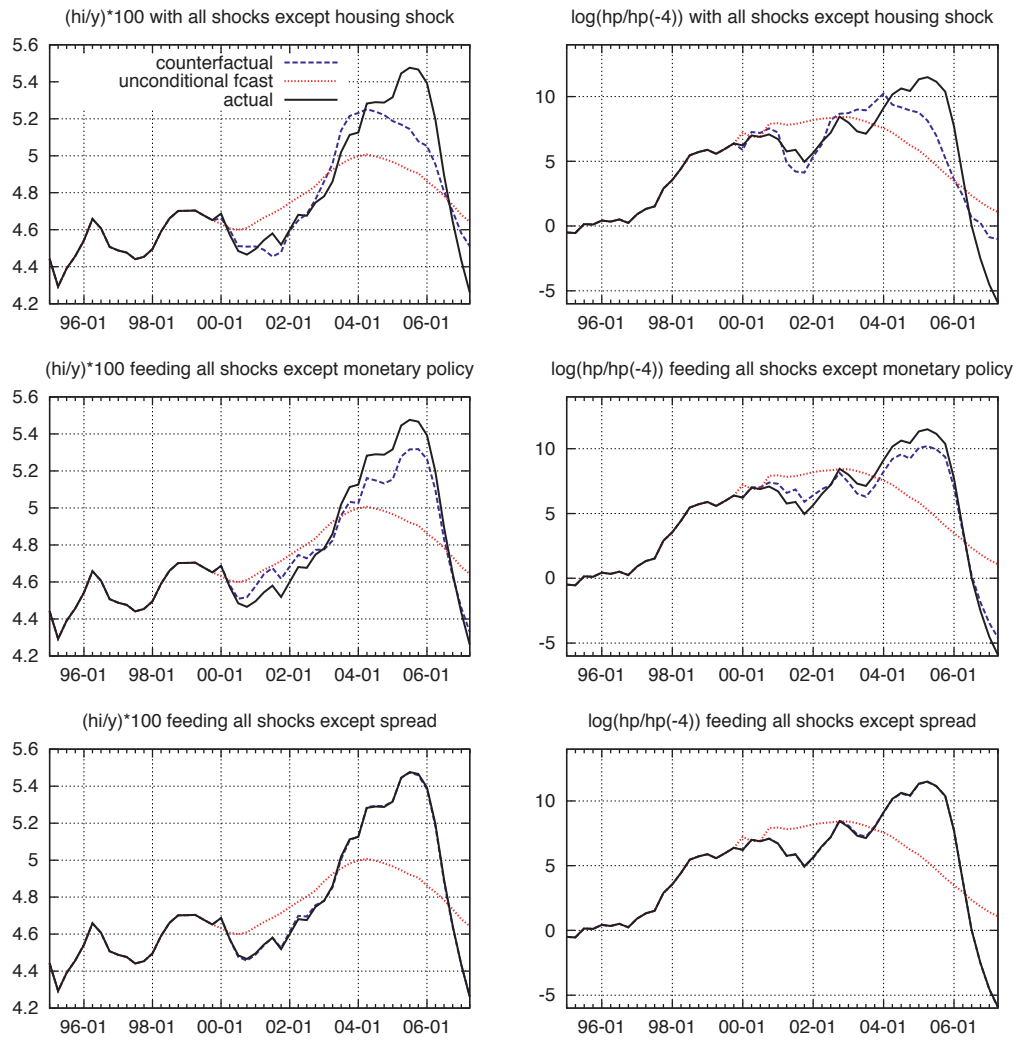 (hi/y)*100 with all shocks except housing shock
5.6
5.4
5.2
5
4.8
4.6
4.4
4.2
counterfactual
unconditional fcast
actual
96-01 98-01 00-01 02-01 04-01 06-01
log(hp/hp(-4)) with all shocks except housing shock
10
5
0
-5
96-01 98-01 00-01 02-01 04-01 06-01
(hi/y)*100 feeding all shocks except monetary policy
5.6
5.4
5.2
5
4.8
4.6
4.4
4.2
96-01 98-01 00-01 02-01 04-01 06-01
log(hp/hp(-4)) feeding all shocks except monetary policy
10
5
0
-5
96-01 98-01 00-01 02-01 04-01 06-01
(hi/y)*100 feeding all shocks except spread
5.6
5.4
5.2
5
4.8
4.6
4.4
4.2
96-01 98-01 00-01 02-01 04-01 06-01
log(hp/hp(-4)) feeding all shocks except spread
10
5
0
-5
96-01 98-01 00-01 02-01 04-01 06-01